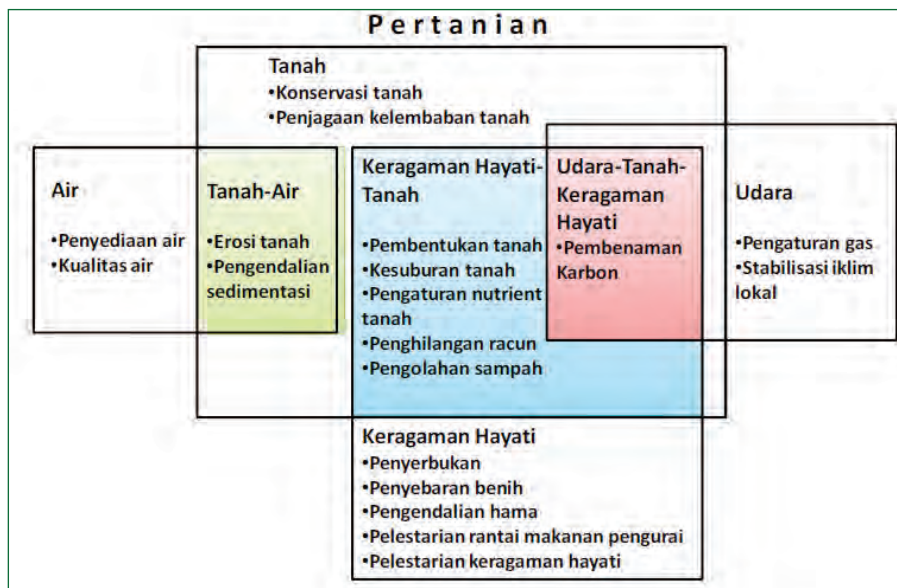 Pertanian
Tanah
•Konservasi tanah
•Penjagaan kelembaban tanah
Air
•Penyediaan air
•Kualitas air
Tanah-Air
•Erosi tanah
•Pengendalian
sedimentasi
Keragaman Hayati-
Tanah
•Pembentukan tanah
•Kesuburan tanah
•Pengaturan nutrient
tanah
•Penghilangan racun
•Pengolahan sampah
Udara-Tanah-
Keragaman
Hayati
•Pembenaman
Karbon
Udara
•Pengaturan gas
•Stabilisasi iklim
lokal
Keragaman Hayati
•Penyerbukan
•Penyebaran benih
•Pengendalian hama
•Pelestarian rantai makanan pengurai
•Pelestarian keragaman hayati